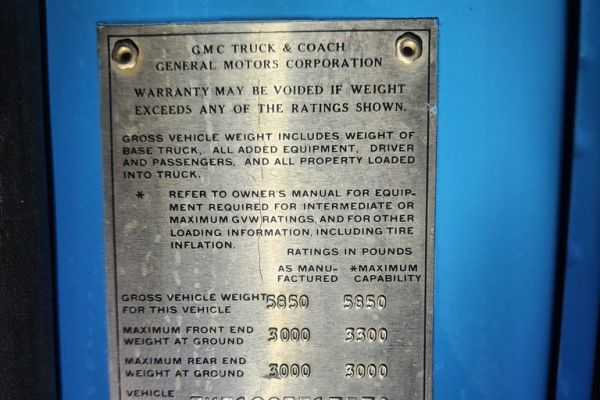 GMC TRUCK & COACH
GENERAL MOTORS CORPORATION
WARRANTY MAY BE VOIDED IF WEIGHT
EXCEEDS ANY OF THE RATINGS SHOWN.
GROSS VEHICLE WEIGHT INCLUDES WEIGHT OF
BASE TRUCK, ALL ADDED EQUIPMENT, DRIVER
AND PASSENGERS, AND ALL PROPERTY LOADED
INTO TRUCK.
* REFER TO OWNER'S MANUAL FOR EQUIP-
MENT REQUIRED FOR INTERMEDIATE OR
MAXIMUM GVW RATINGS, AND FOR OTHER
LOADING INFORMATION, INCLUDING TIRE
INFLATION.
RATINGS IN POUNDS
AS MANU- *MAXIMUM
FACTURED CAPABILITY
GROSS VEHICLE WEIGHT 5850 5850
FOR THIS VEHICLE
MAXIMUM FRONT END 3000 3300
WEIGHT AT GROUND
MAXIMUM REAR END 3000 3000
WEIGHT AT GROUND
VEHICLE